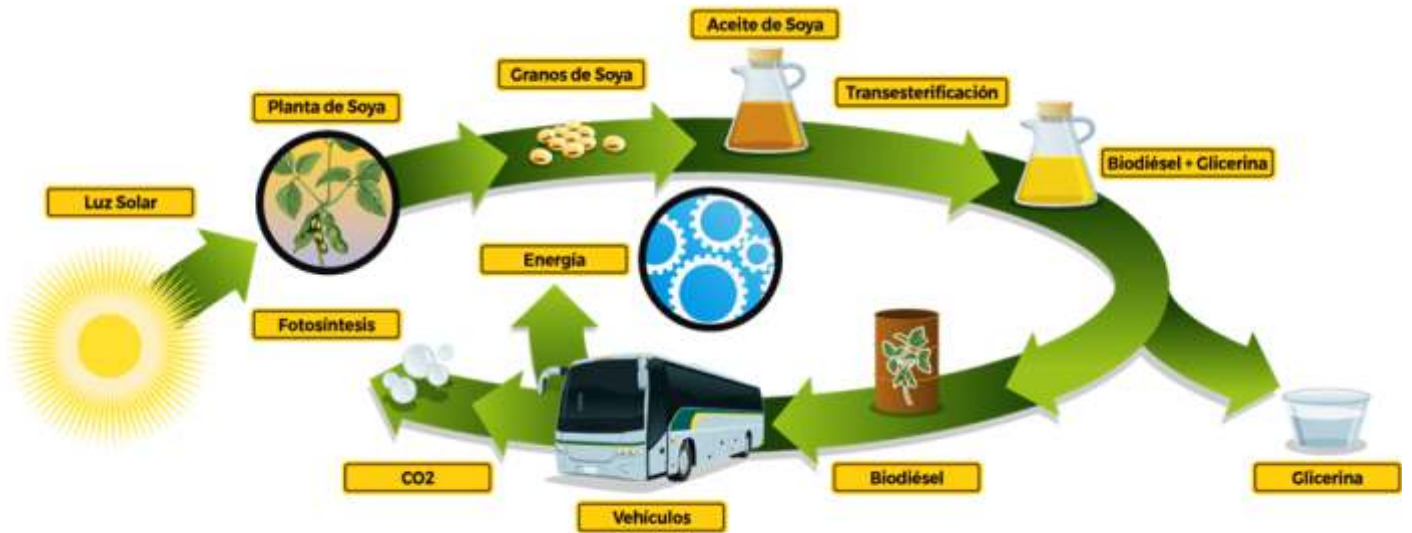 Aceite de Soya
Granos de Soya
Transesterificación
Planta de Soya
Biodiésel + Glicerina
Luz Solar
Energía
Fotosíntesis
CO2
Biodiésel
Glicerina
Vehículos